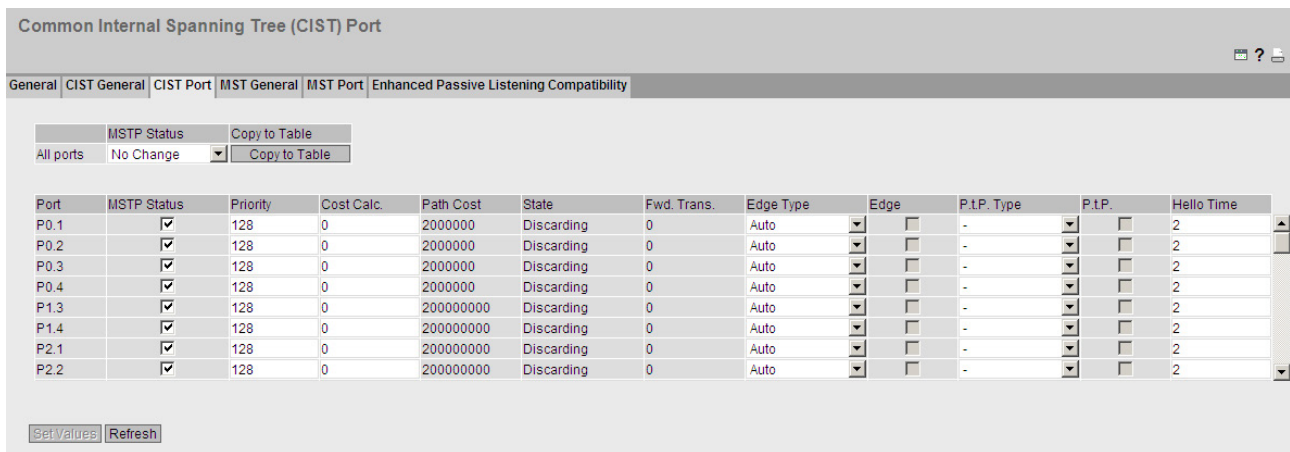 Common Internal Spanning Tree (CIST) Port
?
General CIST General CIST Port MST General MST Port Enhanced Passive Listening Compatibility
MSTP Status Copy to Table
All ports No Change Copy to Table
Port MSTP Status Priority Cost Calc. Path Cost State Fwd. Trans. Edge Type Edge P.t.P. Type P.t.P. Hello Time
P0.1 128 0 2000000 Discarding 0 Auto - 2
P0.2 128 0 2000000 Discarding 0 Auto - 2
P0.3 128 0 2000000 Discarding 0 Auto - 2
P0.4 128 0 2000000 Discarding 0 Auto - 2
P1.3 128 0 200000000 Discarding 0 Auto - 2
P1.4 128 0 200000000 Discarding 0 Auto - 2
P2.1 128 0 200000000 Discarding 0 Auto - 2
P2.2 128 0 200000000 Discarding 0 Auto - 2
Set Values Refresh